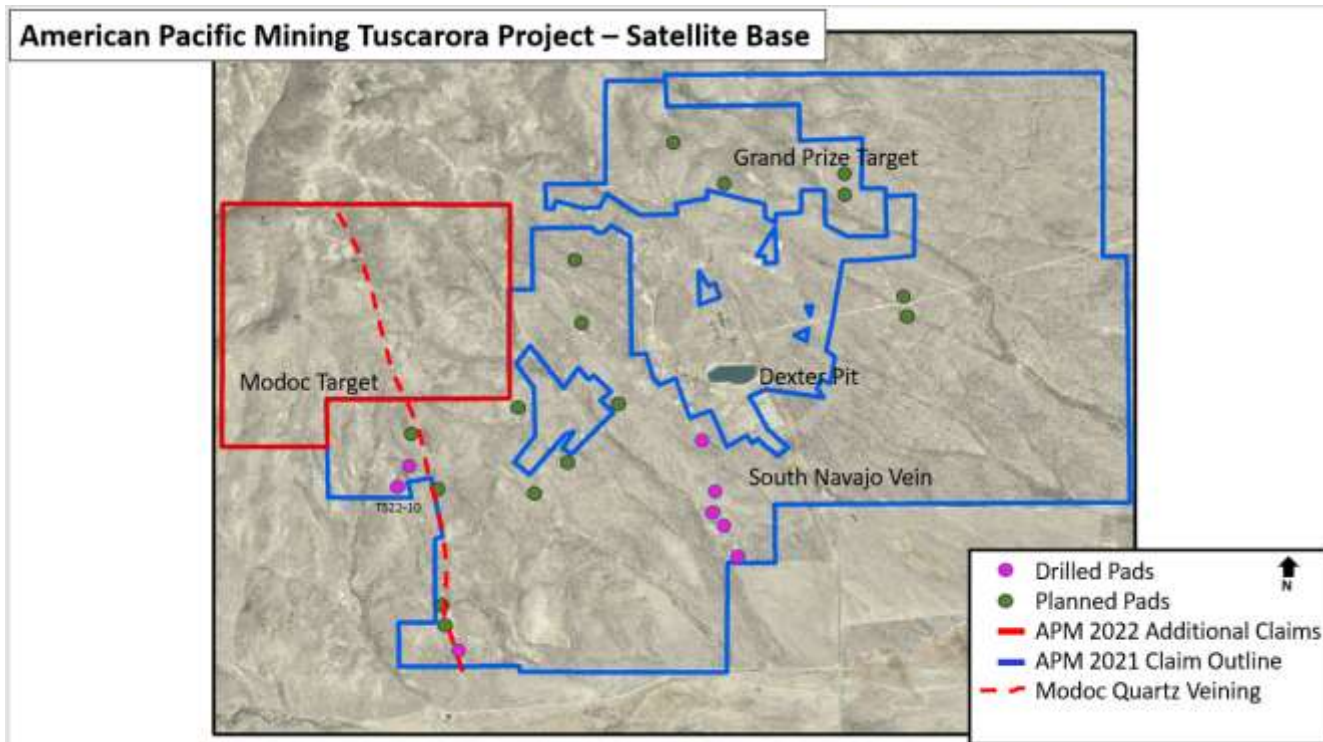 American Pacific Mining Tuscarora Project – Satellite Base
Grand Prize Target
Modoc Target
Dexter Pit
South Navajo Vein
TS22-10
Drilled Pads
N
Planned Pads
APM 2022 Additional Claims
APM 2021 Claim Outline
Modoc Quartz Veining